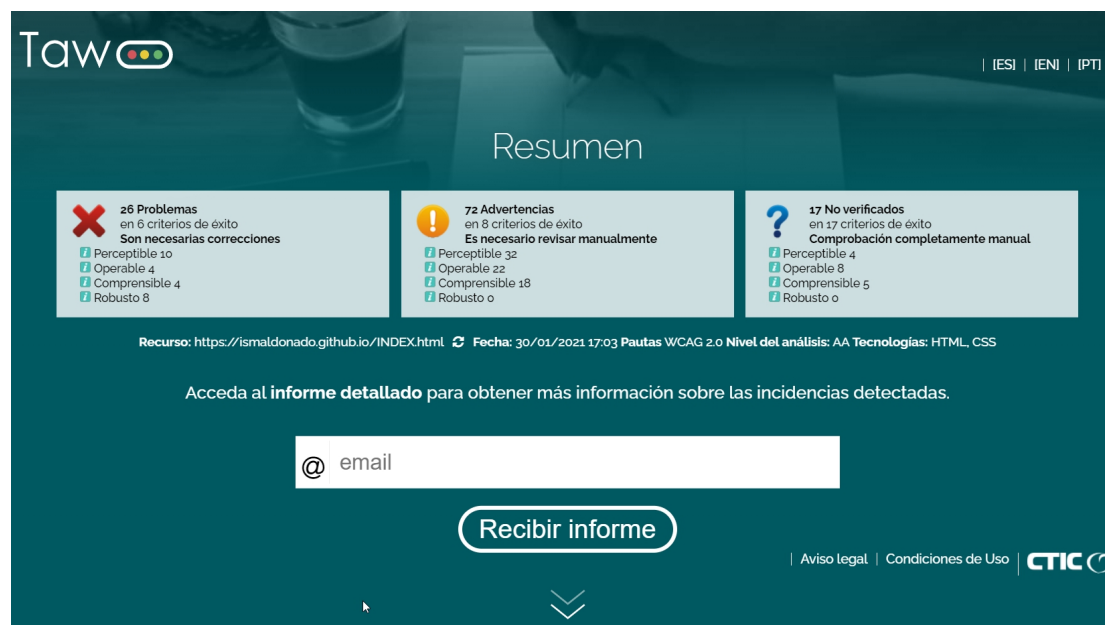 Taw
| [ES] | [EN] | [PT]
Resumen
26 Problemas
en 6 criterios de éxito
Son necesarias correcciones
Perceptible 10
Operable 4
Comprensible 4
Robusto 8
72 Advertencias
en 8 criterios de éxito
Es necesario revisar manualmente
Perceptible 32
Operable 22
Comprensible 18
Robusto 0
17 No verificados
en 17 criterios de éxito
Comprobación completamente manual
Perceptible 4
Operable 8
Comprensible 5
Robusto 0
Recurso: https://ismaldonado.github.io/INDEX.html Fecha: 30/01/2021 17:03 Pautas WCAG 2.0 Nivel del análisis: AA Tecnologías: HTML, CSS
Acceda al informe detallado para obtener más información sobre las incidencias detectadas.
@ email
Recibir informe
| Aviso legal | Condiciones de Uso | CTIC